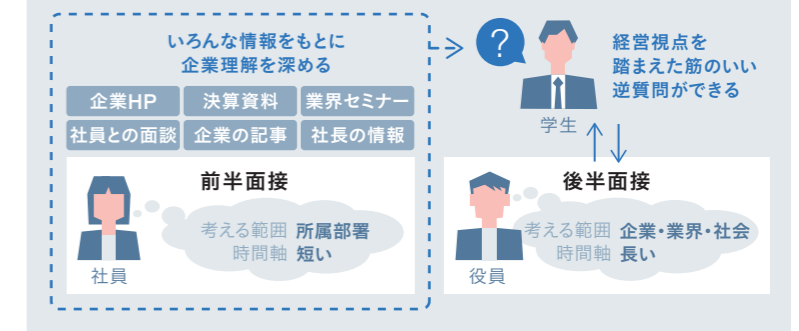 いろんな情報をもとに
企業理解を深める
企業HP
決算資料
業界セミナー
社員との面談
企業の記事
社長の情報
前半面接
考える範囲 所属部署
時間軸 短い
社員
?
学生
経営視点を
踏まえた筋のいい
逆質問ができる
後半面接
考える範囲 企業・業界・社会
時間軸 長い
役員